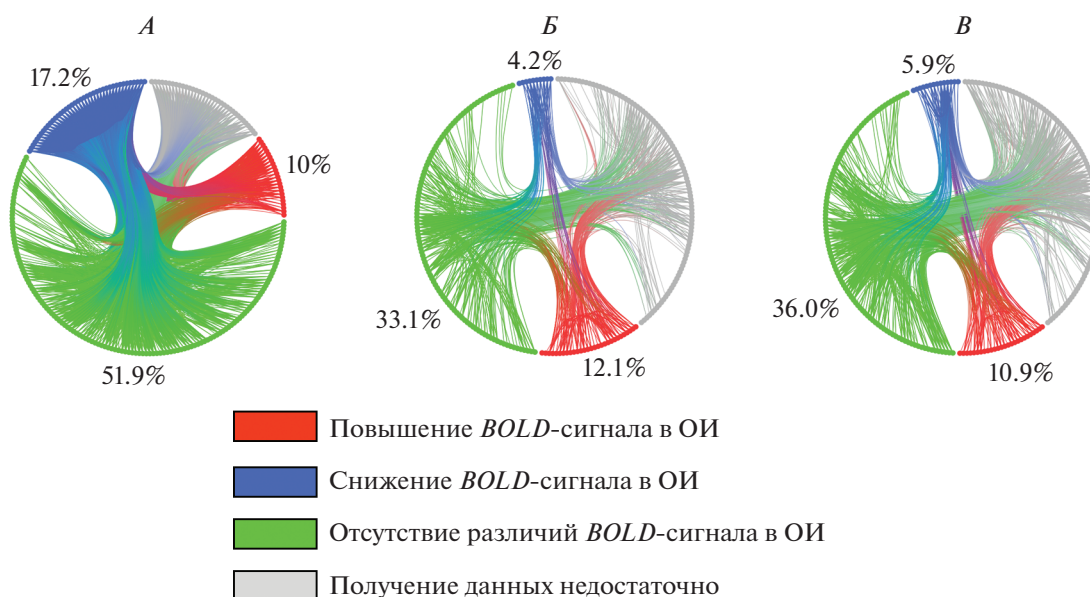 А
Б
В
17.2%
10%
51.9%
4.2%
33.1%
12.1%
5.9%
36.0%
10.9%
Повышение BOLD-сигнала в ОИ
Снижение BOLD-сигнала в ОИ
Отсутствие различий BOLD-сигнала в ОИ
Получение данных недостаточно